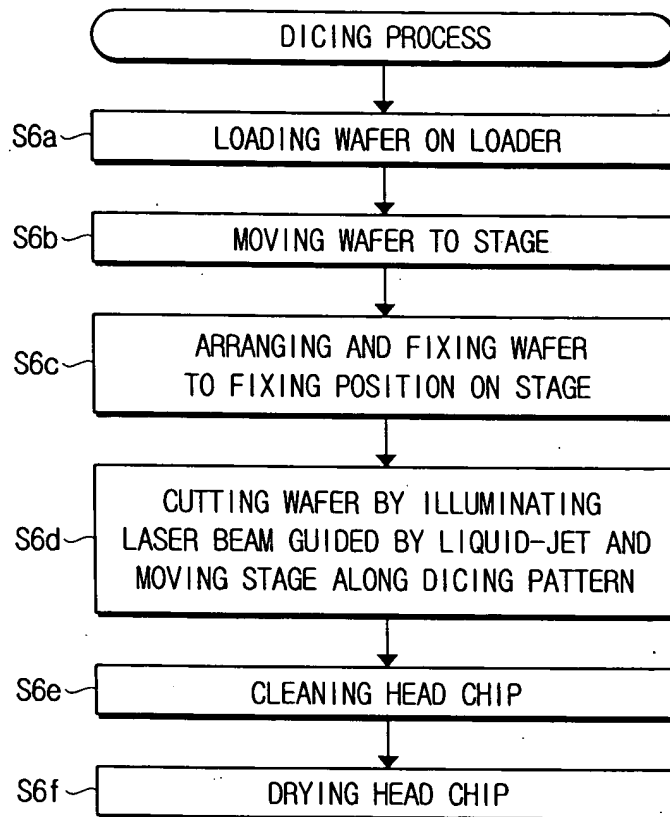 DICING PROCESS
S6a
LOADING WAFER ON LOADER
S6b
MOVING WAFER TO STAGE
S6c
ARRANGING AND FIXING WAFER
TO FIXING POSITION ON STAGE
S6d
CUTTING WAFER BY ILLUMINATING
LASER BEAM GUIDED BY LIQUID-JET AND
MOVING STAGE ALONG DICING PATTERN
S6e
CLEANING HEAD CHIP
S6f
DRYING HEAD CHIP